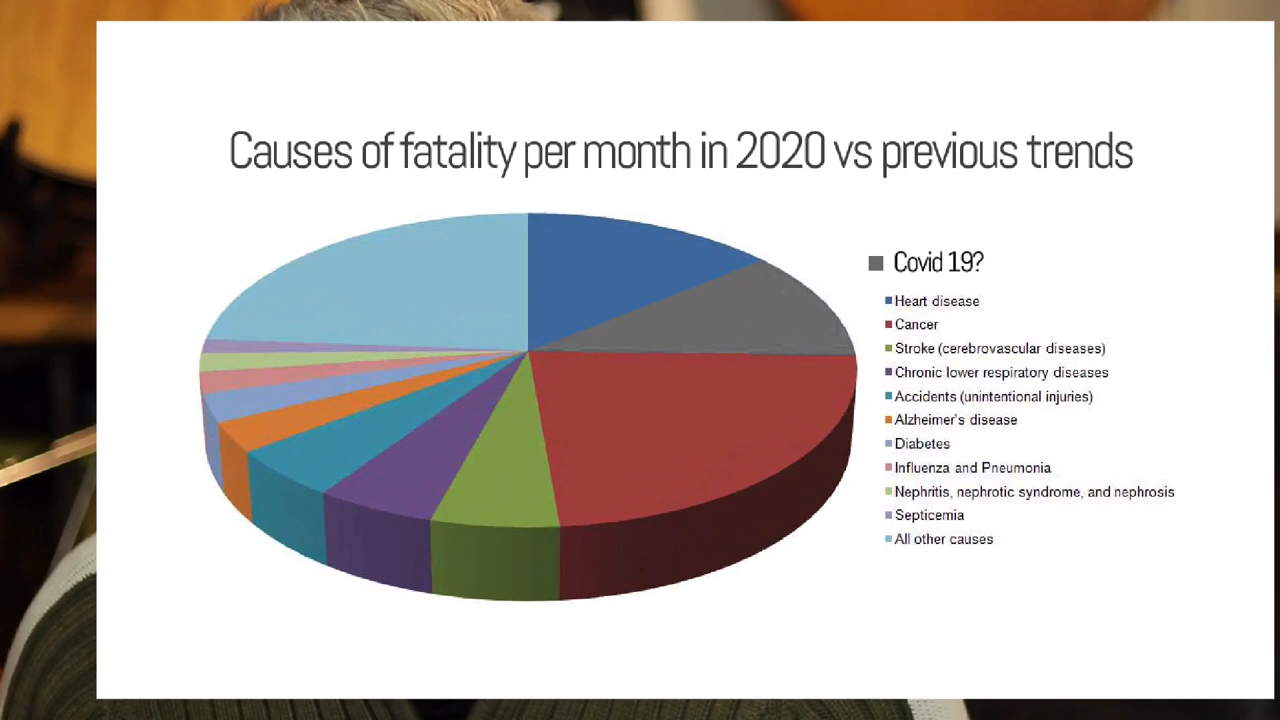 Causes of fatality per month in 2020 vs previous trends
Covid 19?
Heart disease
Cancer
Stroke (cerebrovascular diseases)
Chronic lower respiratory diseases
Accidents (unintentional injuries)
Alzheimer's disease
Diabetes
Influenza and Pneumonia
Nephritis, nephrotic syndrome, and nephrosis
Septicemia
All other causes